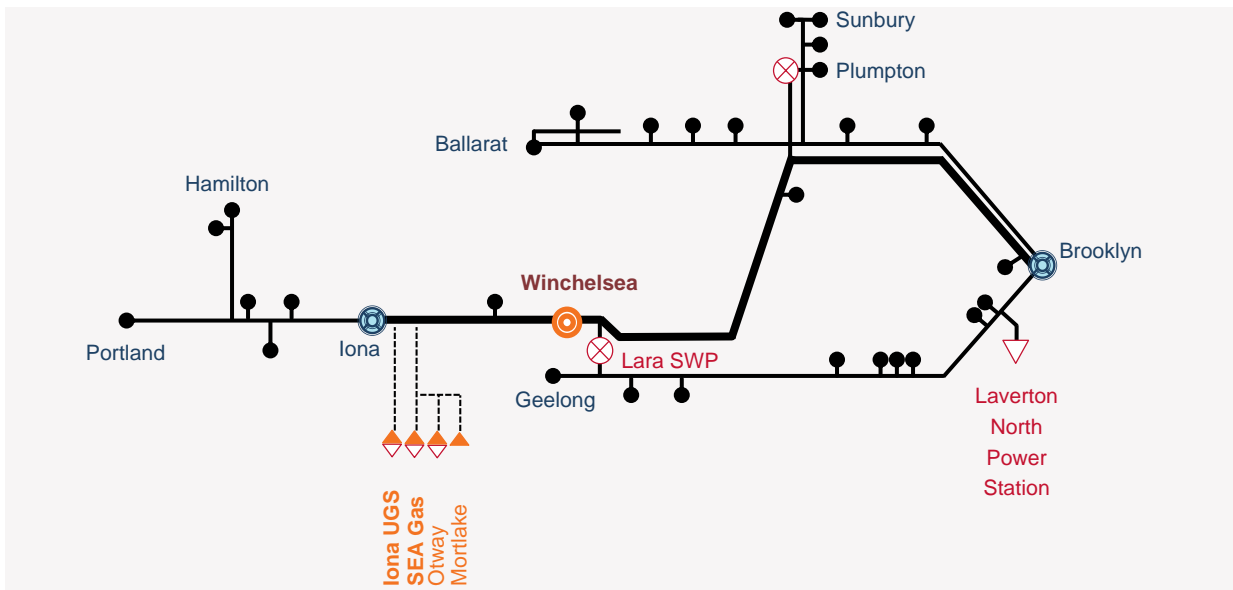 Sunbury
Plumpton
Ballarat
Hamilton
Brooklyn
Winchelsea
Portland
Iona
Lara SWP
Geelong
Laverton
North
Power
Station
Iona UGS
SEA Gas
Otway
Mortlake